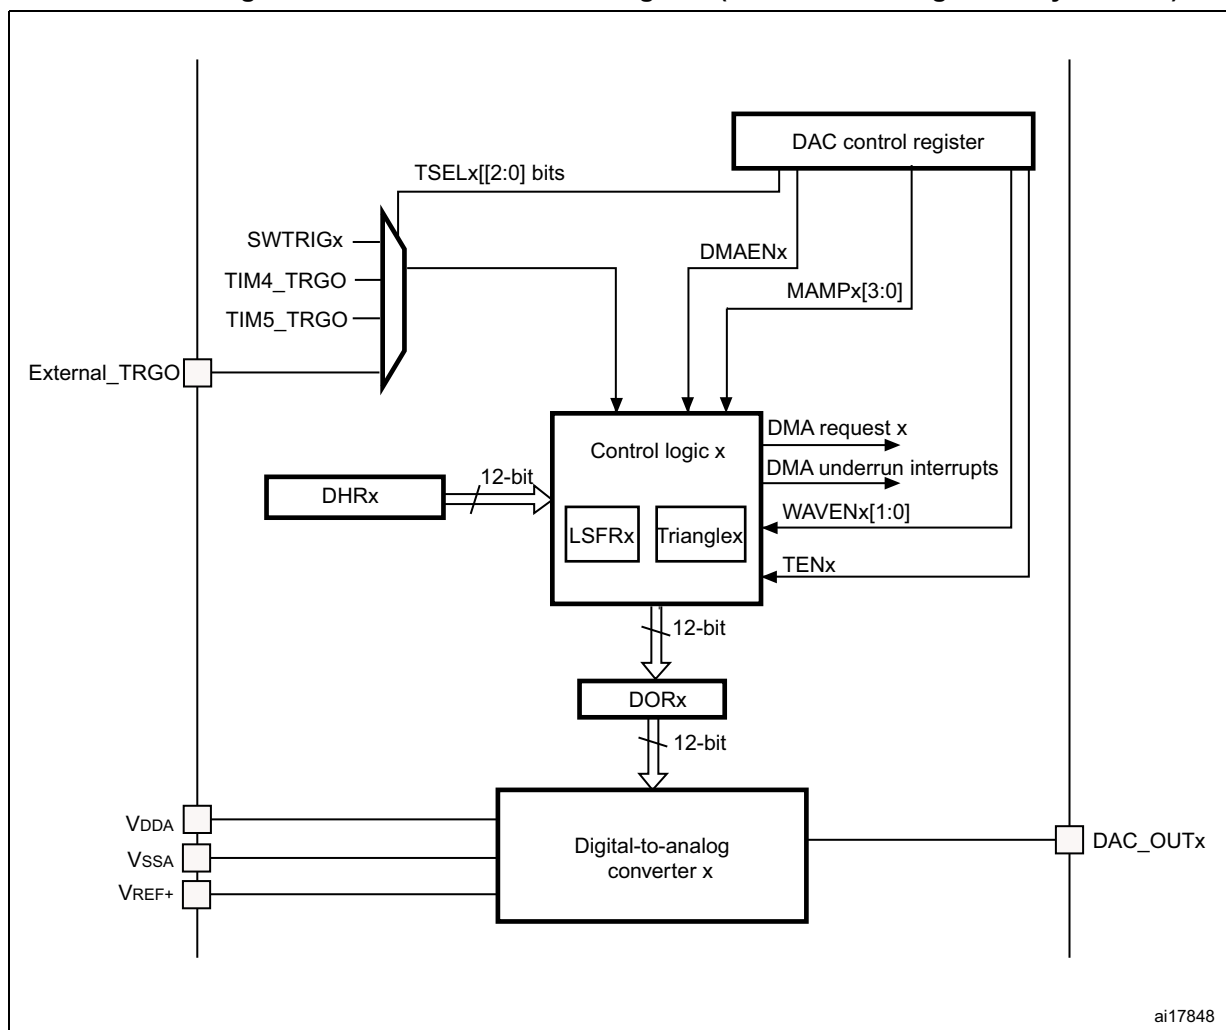 DAC control register
TSELx[[2:0] bits
SWTRIGx
DMAENx
TIM4_TRGO
MAMPx[3:0]
TIM5_TRGO
External_TRGO
DMA request x
Control logic x
12-bit
DMA underrun interrupts
DHRx
WAVENx[1:0]
LSFRx
Trianglex
TENx
12-bit
DORx
12-bit
VDDA
Digital-to-analog
converter x
DAC_OUTx
VSSA
VREF+
ai17848